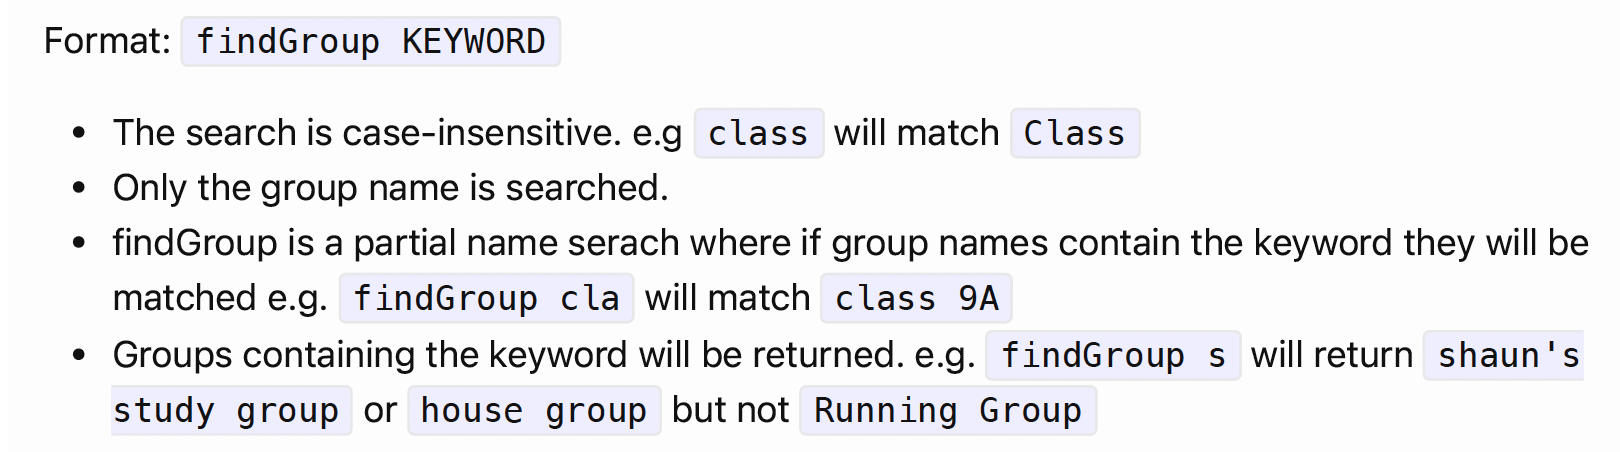 Format: findGroup KEYWORD
• The search is case-insensitive. e.g class will match Class
• Only the group name is searched.
• findGroup is a partial name serach where if group names contain the keyword they will be
matched e.g. findGroup cla will match class 9A
• Groups containing the keyword will be returned. e.g. findGroup s will return shaun's
study group or house group but not Running Group